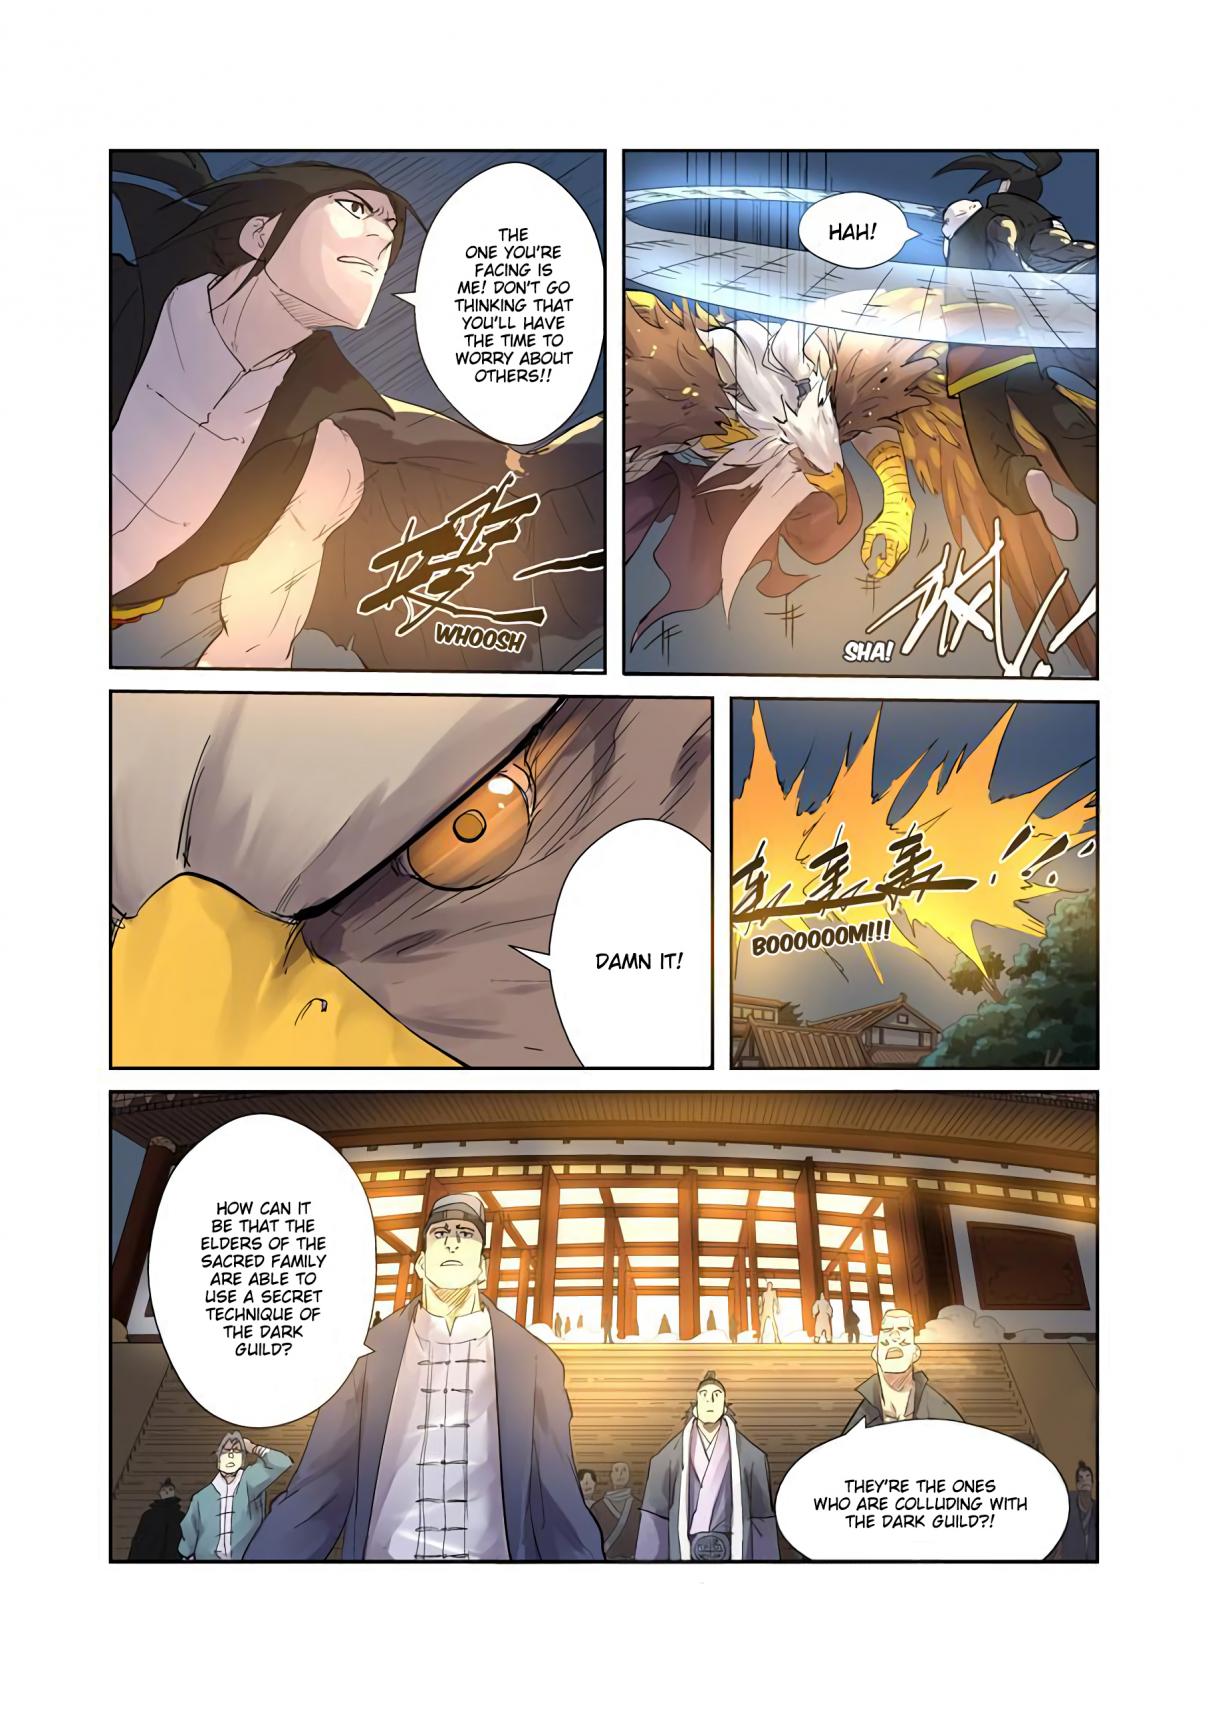 THE
ONE YOU'RE
FACING IS
ME! DON'T GO
THINKING THAT
YOU'LL HAVE
THE TIME TO
WORRY ABOUT
OTHERS!!
WHOOSH
HAH!
SHA!
DAMN IT!
轰轰轰!!
BOOOOOOM!!!
HOW CAN IT
BE THAT THE
ELDERS OF THE
SACRED FAMILY
ARE ABLE TO
USE A SECRET
TECHNIQUE OF
THE DARK
GUILD?
THEY'RE THE ONES
WHO ARE COLLUDING WITH
THE DARK GUILD?!